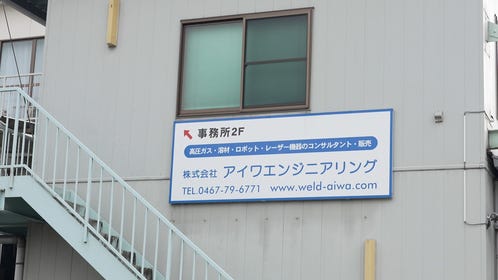 事務所2F
高圧ガス・溶材・ロボット・レーザー機器のコンサルタント・販売
株式会社 アイワエンジニアリング
TEL.0467-79-6771 www.weld-aiwa.com